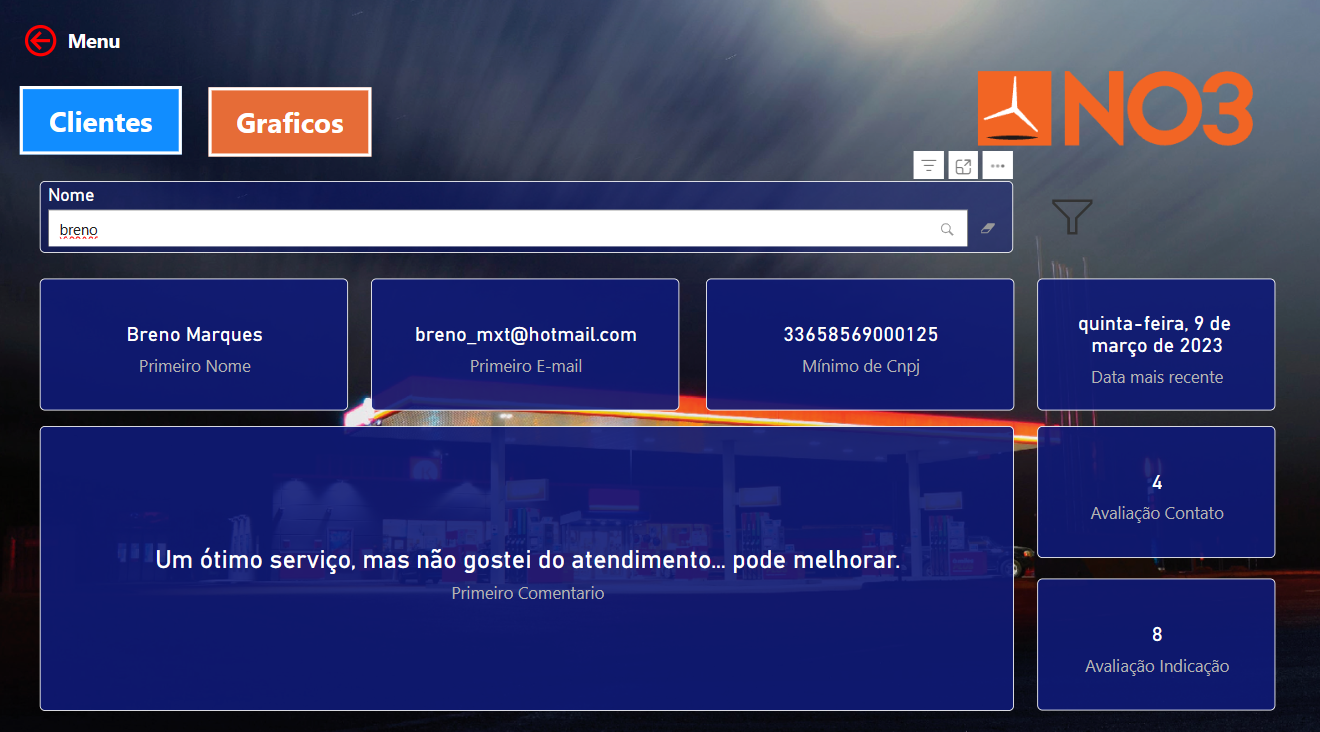 Menu
Clientes
Graficos
NO3
Nome
breno
Breno Marques
Primeiro Nome
breno_mxt@hotmail.com
Primeiro E-mail
33658569000125
Mínimo de Cnpj
quinta-feira, 9 de
março de 2023
Data mais recente
Um ótimo serviço, mas não gostei do atendimento... pode melhorar.
Primeiro Comentario
4
Avaliação Contato
8
Avaliação Indicação